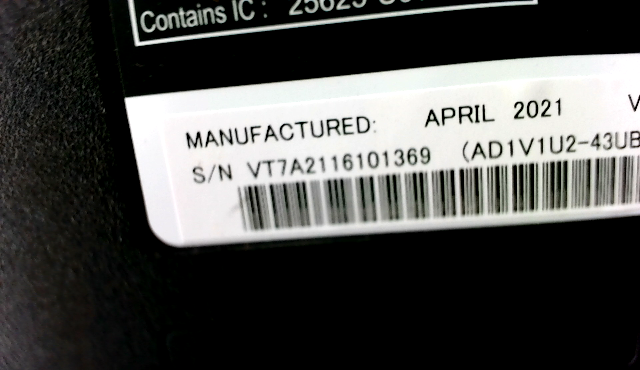 Contains IC :
MANUFACTURED: APRIL 2021 V
S/N VT7A2116101369 (AD1V1U2-43UB